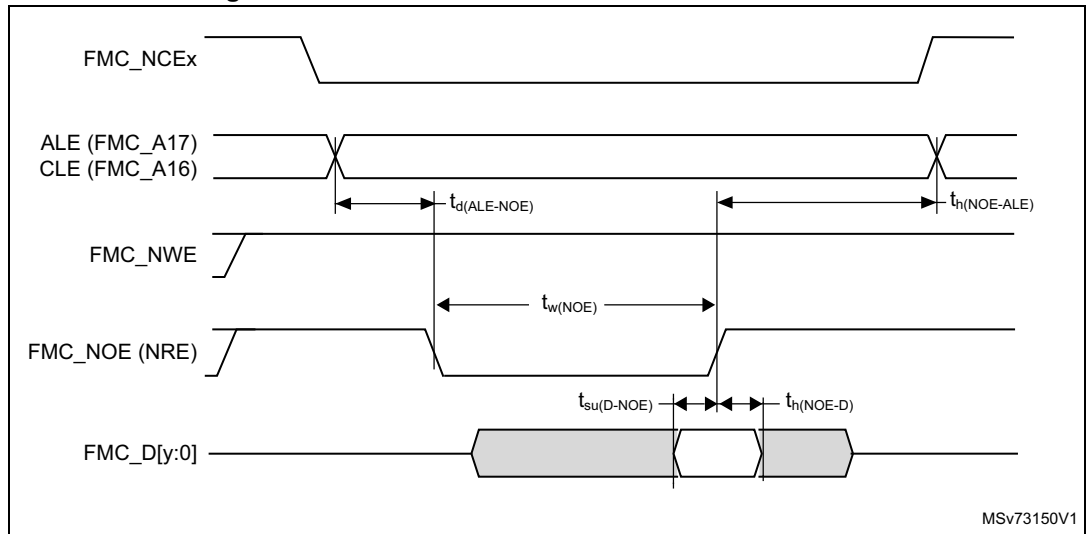 FMC_NCEx
ALE (FMC_A17)
CLE (FMC_A16)
td(ALE-NOE)
th(NOE-ALE)
FMC_NWE
tw(NOE)
FMC_NOE (NRE)
tsu(D-NOE)
th(NOE-D)
FMC_D[y:0]
MSv73150V1